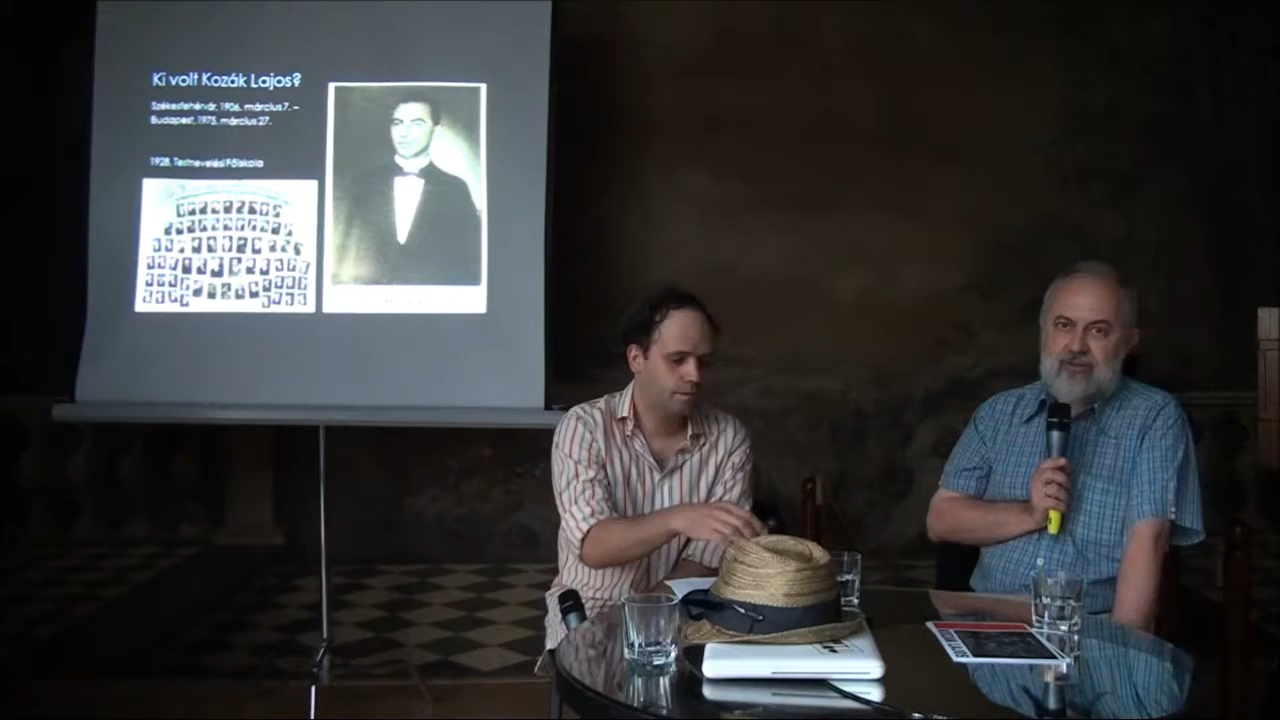 Ki volt Kozák Lajos?
Székesfehérvár, 1906. március 7. –
Budapest, 1975. március 27.
1928, Testnevelési Főiskola